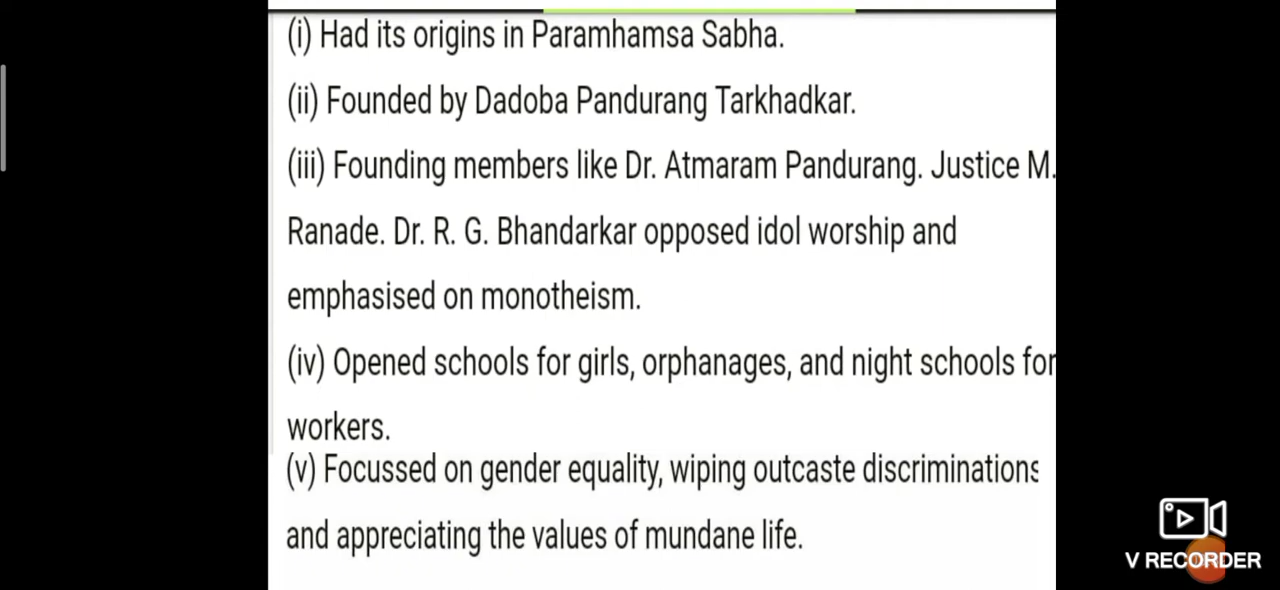 (i) Had its origins in Paramhamsa Sabha.
(ii) Founded by Dadoba Pandurang Tarkhadkar.
(iii) Founding members like Dr. Atmaram Pandurang. Justice M.
Ranade. Dr. R. G. Bhandarkar opposed idol worship and
emphasised on monotheism.
(iv) Opened schools for girls, orphanages, and night schools for
workers.
(v) Focussed on gender equality, wiping outcaste discriminations
and appreciating the values of mundane life.
V RECORDER